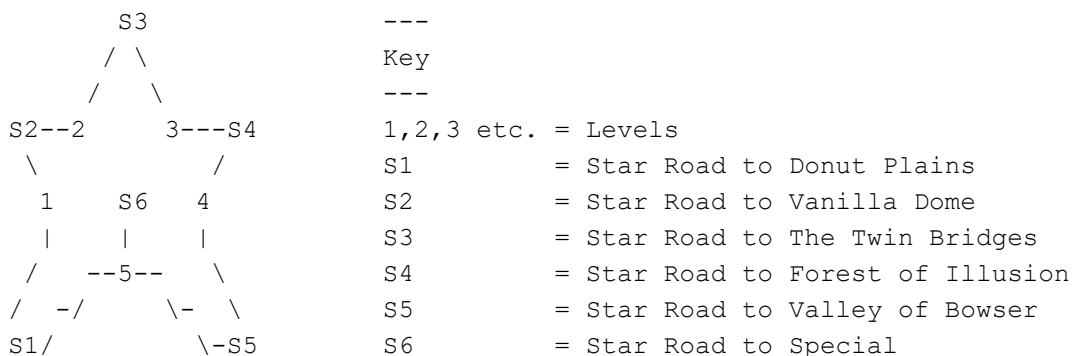 S3                ---
       / \                Key
      /   \               ---
S2--2     3---S4        1,2,3 etc. = Levels
 \           /          S1         = Star Road to Donut Plains
  1    S6   4           S2         = Star Road to Vanilla Dome
  |    |    |           S3         = Star Road to The Twin Bridges
 /   --5--   \          S4         = Star Road to Forest of Illusion
/  -/     \-  \         S5         = Star Road to Valley of Bowser
S1/         \-S5        S6         = Star Road to Special